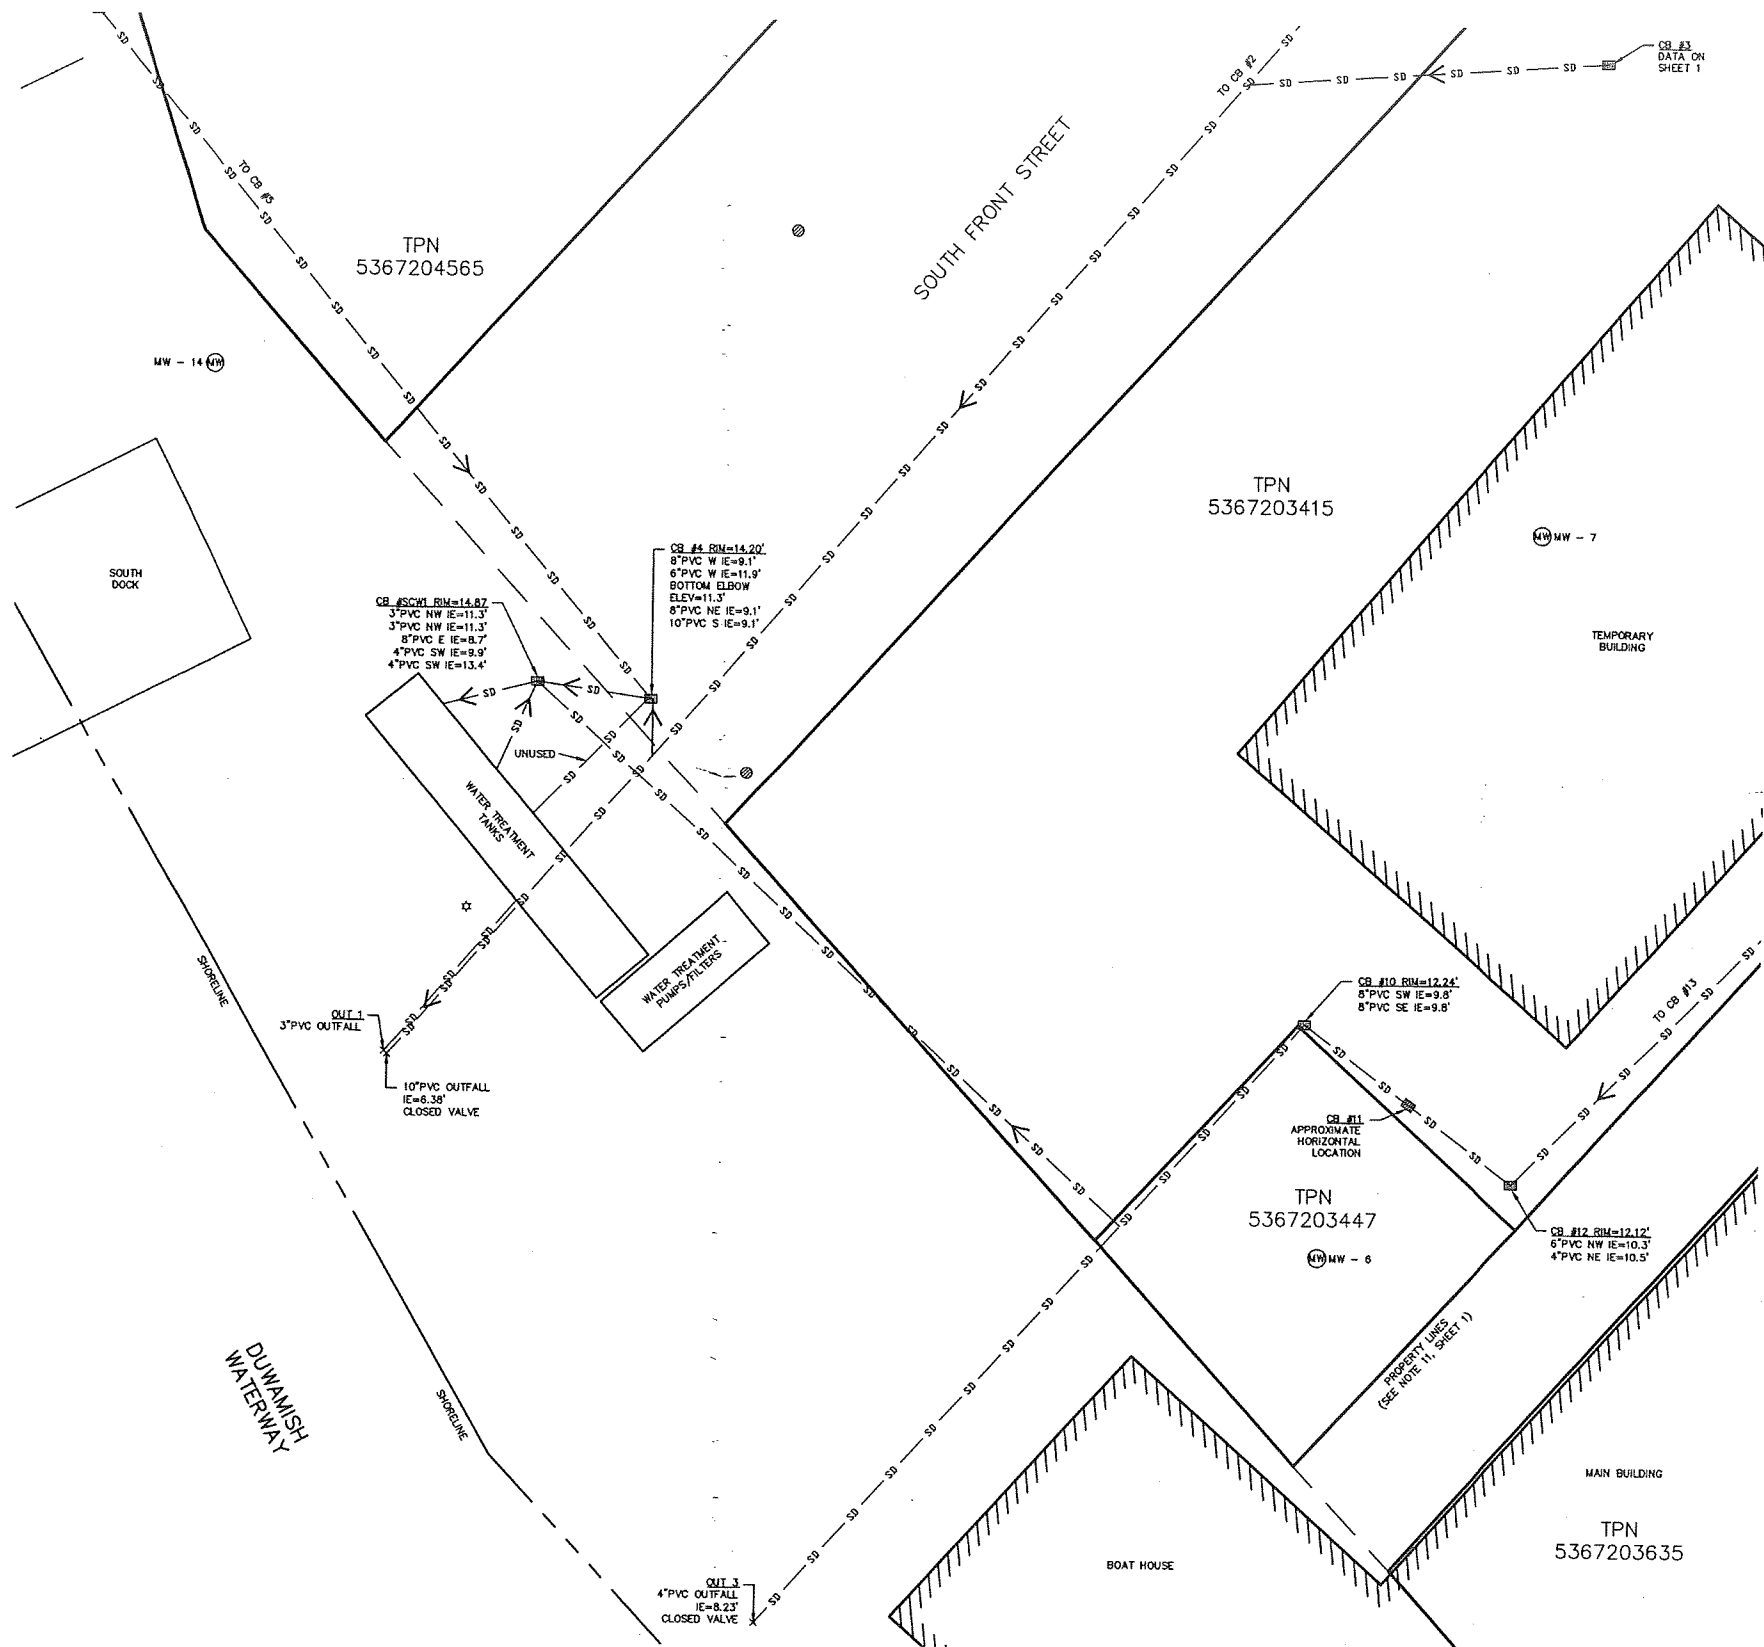 CB #3
DATA ON
SHEET 1
TO CB #2
SOUTH FRONT STREET
TO CB #5
TPN
5367204565
MW - 14 MW
TPN
5367203415
MW MW - 7
SOUTH
DOCK
CB #4 RIM=14.20'
8"PVC W IE=9.1'
6"PVC W IE=11.9'
BOTTOM ELBOW
ELEV=11.3'
8"PVC NE IE=9.1'
10"PVC S IE=9.1'
CB #SCW1 RIM=14.87
3"PVC NW IE=11.3'
3"PVC NW IE=11.3'
8"PVC E IE=8.7'
4"PVC SW IE=9.9'
4"PVC SW IE=13.4'
TEMPORARY
BUILDING
UNUSED
WATER TREATMENT
TANKS
WATER TREATMENT
PUMPS/FILTERS
SHORELINE
OUT 1
3"PVC OUTFALL
10"PVC OUTFALL
IE=6.38'
CLOSED VALVE
CB #10 RIM=12.24'
8"PVC SW IE=9.8'
8"PVC SE IE=9.8'
TO CB #13
CB #11
APPROXIMATE
HORIZONTAL
LOCATION
TPN
5367203447
MW MW - 6
CB #12 RIM=12.12'
6"PVC NW IE=10.3'
4"PVC NE IE=10.5'
PROPERTY LINES
(SEE NOTE 11, SHEET 1)
DUWAMISH
WATERWAY
SHORELINE
MAIN BUILDING
TPN
5367203635
BOAT HOUSE
OUT 3
4"PVC OUTFALL
IE=8.23'
CLOSED VALVE